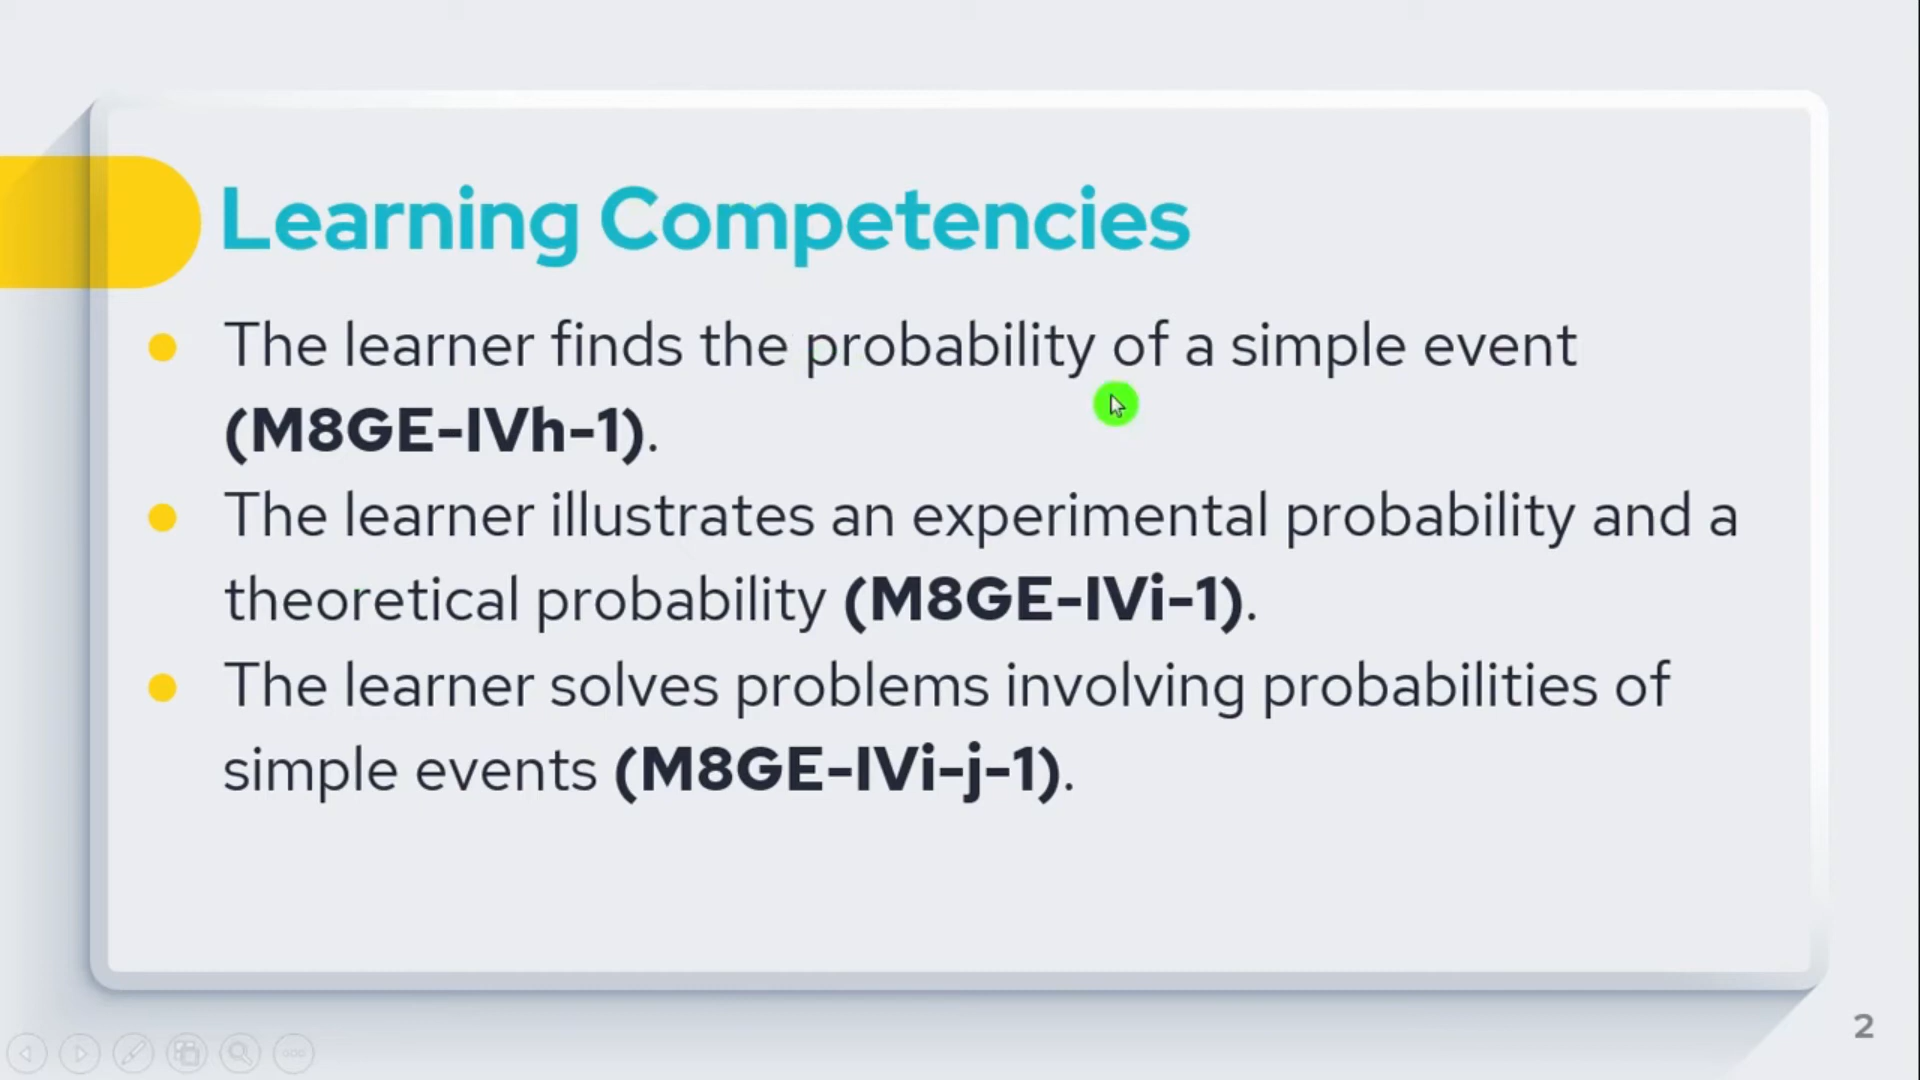 Learning Competencies
The learner finds the probability of a simple event
(M8GE-IVh-1).
The learner illustrates an experimental probability and a
theoretical probability (M8GE-IVi-1).
The learner solves problems involving probabilities of
simple events (M8GE-IVi-j-1).
2